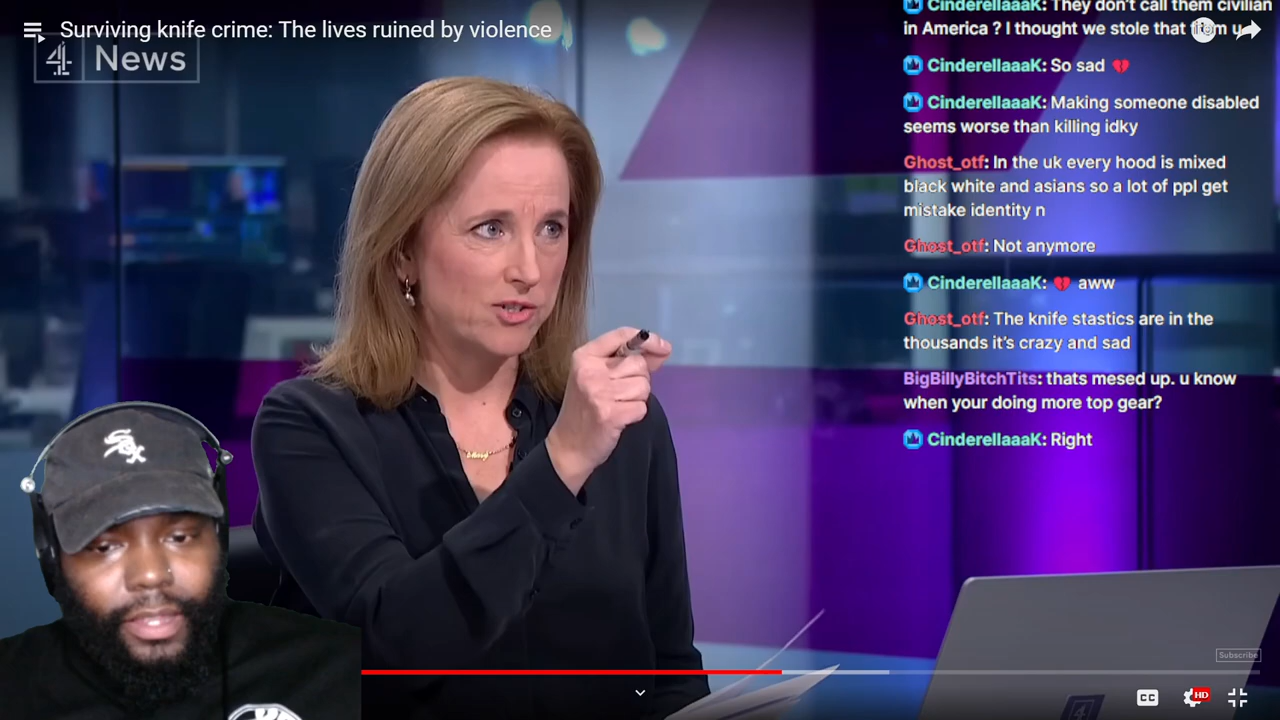 Surviving knife crime: The lives ruined by violence
4 News
CinderellaaaK: They don't call them civilian
in America ? I thought we stole that from u
CinderellaaaK: So sad 💔
CinderellaaaK: Making someone disabled
seems worse than killing idky
Ghost_otf: In the uk every hood is mixed
black white and asians so a lot of ppl get
mistake identity n
Ghost_otf: Not anymore
CinderellaaaK: 💔 aww
Ghost_otf: The knife stastics are in the
thousands it's crazy and sad
BigBillyBitchTits: thats mesed up. u know
when your doing more top gear?
CinderellaaaK: Right
Sox
Subscribe
CC
HD
4